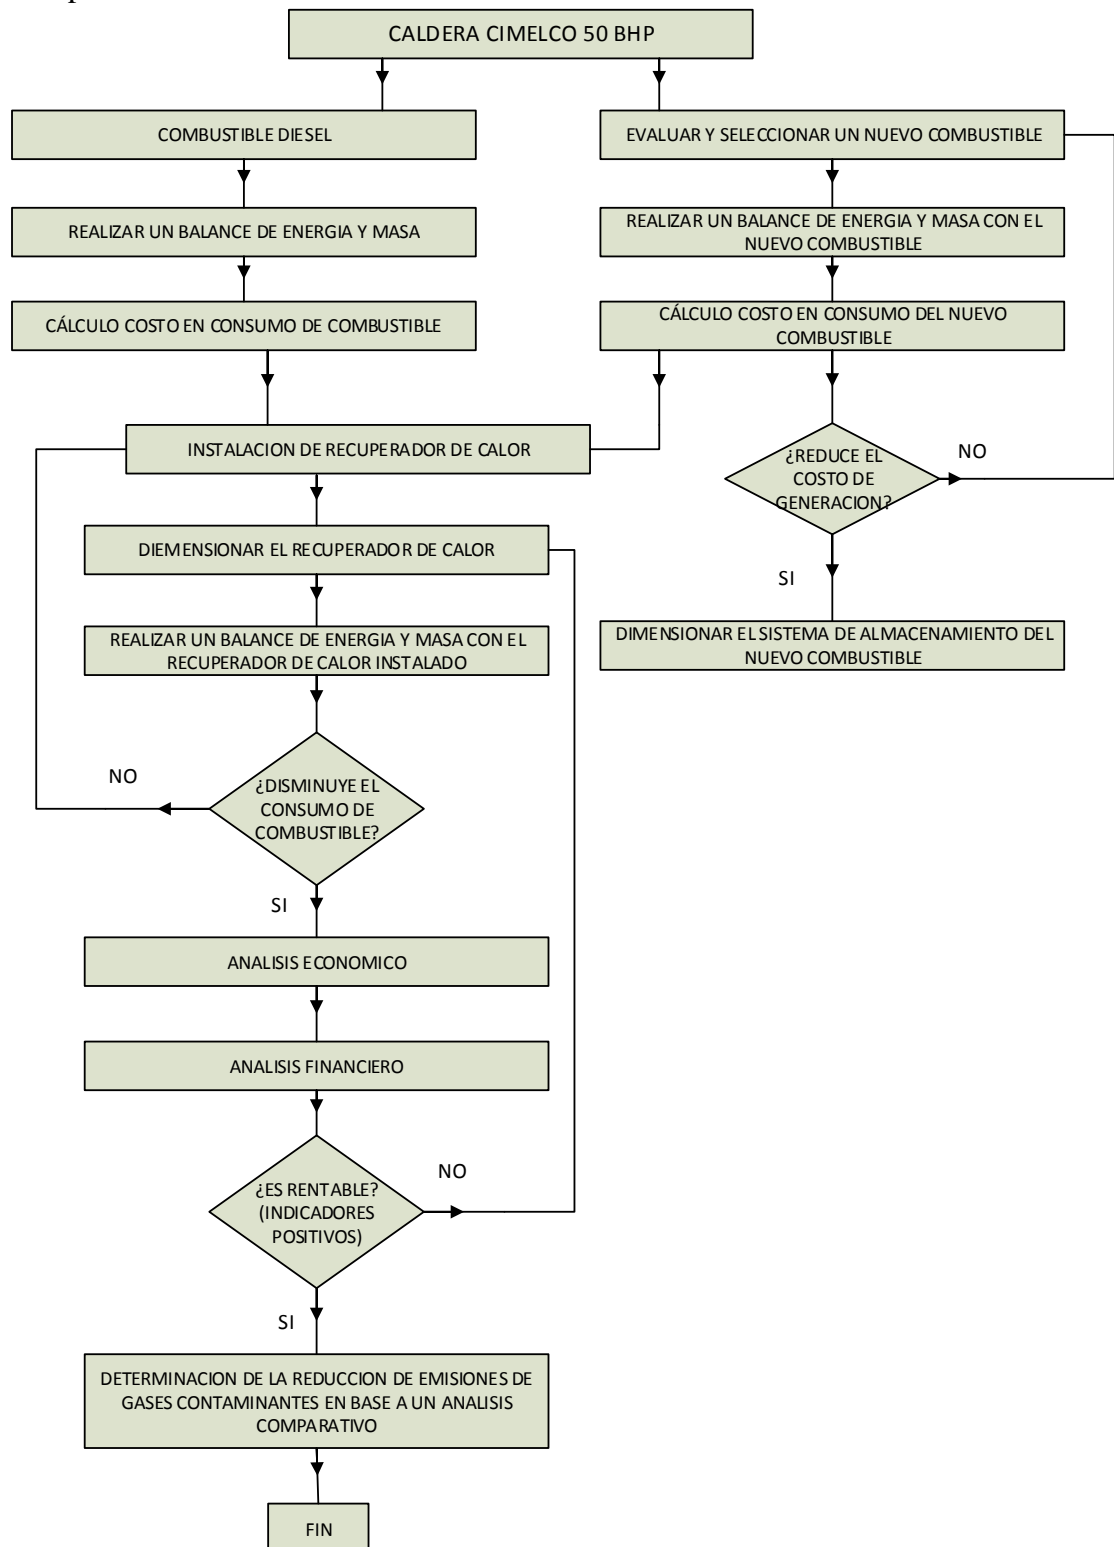 CALDERA CIMELCO 50 BHP
COMBUSTIBLE DIESEL
EVALUAR Y SELECCIONAR UN NUEVO COMBUSTIBLE
REALIZAR UN BALANCE DE ENERGIA Y MASA
REALIZAR UN BALANCE DE ENERGIA Y MASA CON EL
NUEVO COMBUSTIBLE
CÁLCULO COSTO EN CONSUMO DE COMBUSTIBLE
CÁLCULO COSTO EN CONSUMO DEL NUEVO
COMBUSTIBLE
INSTALACION DE RECUPERADOR DE CALOR
¿REDUCE EL
COSTO DE
GENERACION?
NO
DIEMENSIONAR EL RECUPERADOR DE CALOR
SI
REALIZAR UN BALANCE DE ENERGIA Y MASA CON EL
RECUPERADOR DE CALOR INSTALADO
DIMENSIONAR EL SISTEMA DE ALMACENAMIENTO DEL
NUEVO COMBUSTIBLE
NO
¿DISMINUYE EL
CONSUMO DE
COMBUSTIBLE?
SI
ANALISIS ECONOMICO
ANALISIS FINANCIERO
¿ES RENTABLE?
(INDICADORES
POSITIVOS)
NO
SI
DETERMINACION DE LA REDUCCION DE EMISIONES DE
GASES CONTAMINANTES EN BASE A UN ANALISIS
COMPARATIVO
FIN